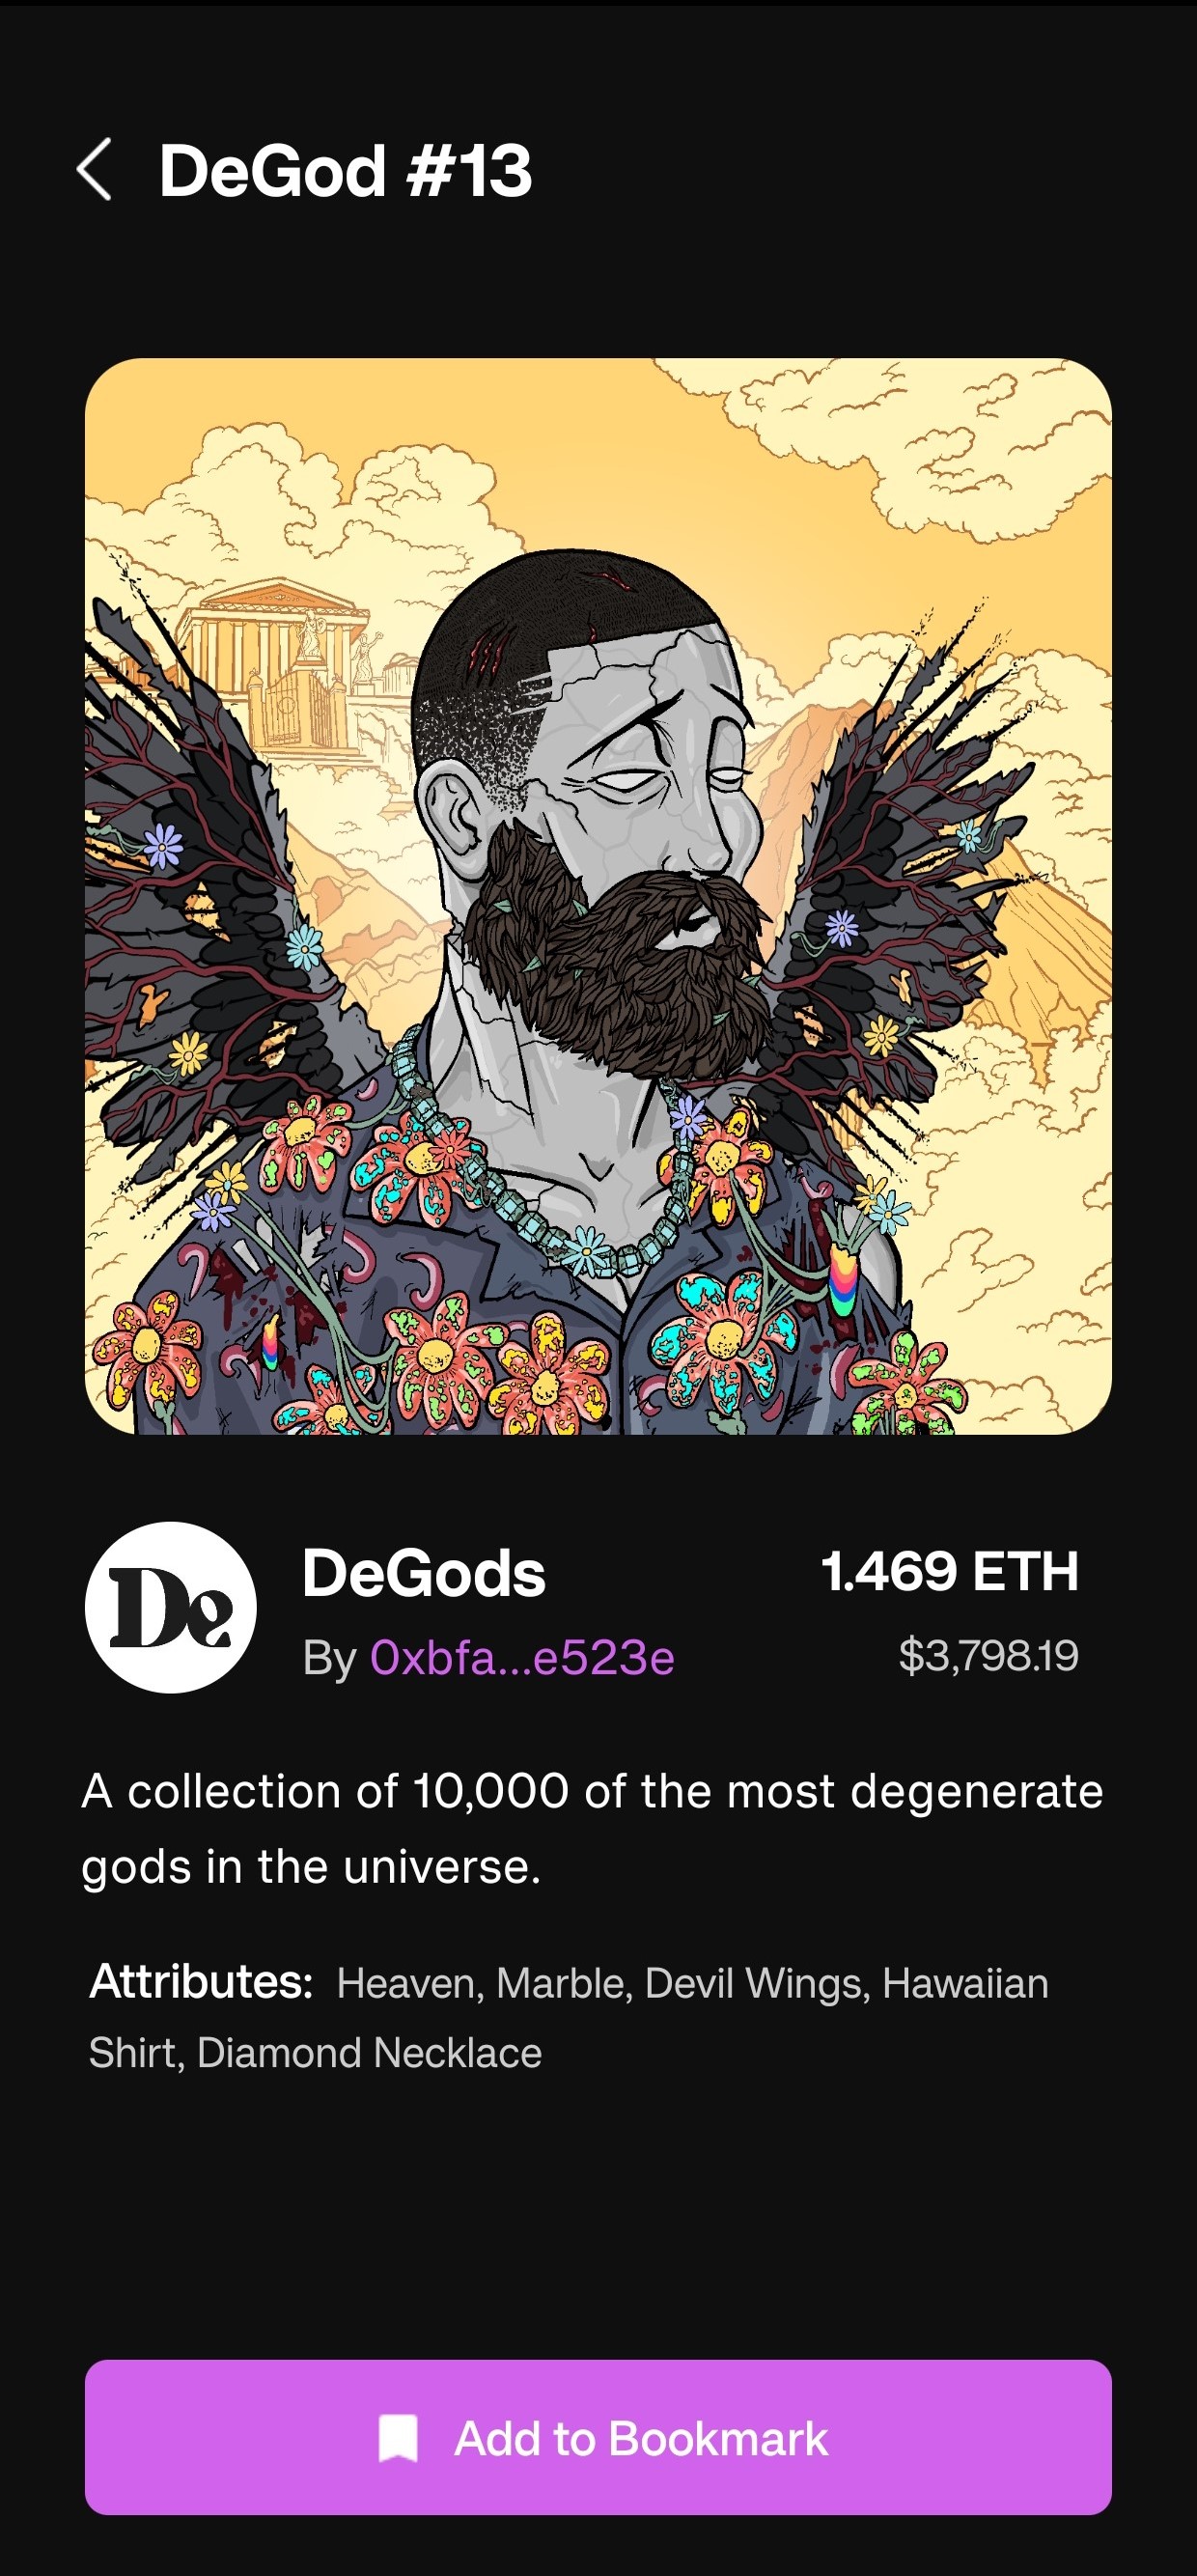 DeGod #13
De
DeGods
1.469 ETH
By 0xbfa...e523e
$3,798.19
A collection of 10,000 of the most degenerate
gods in the universe.
Attributes: Heaven, Marble, Devil Wings, Hawaiian
Shirt, Diamond Necklace
Add to Bookmark